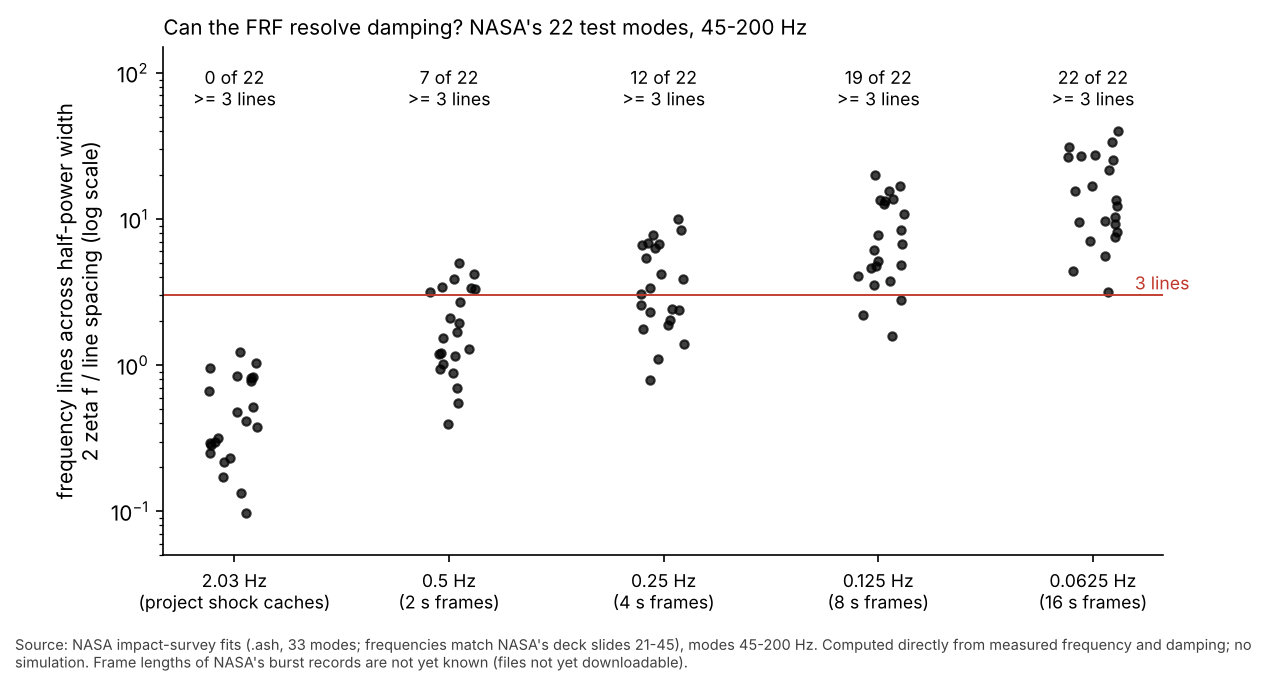 Can the FRF resolve damping? NASA's 22 test modes, 45-200 Hz
frequency lines across half-power width
2 zeta f / line spacing (log scale)
10²
10¹
10⁰
10⁻¹
0 of 22
>= 3 lines
7 of 22
>= 3 lines
12 of 22
>= 3 lines
19 of 22
>= 3 lines
22 of 22
>= 3 lines
3 lines
2.03 Hz
(project shock caches)
0.5 Hz
(2 s frames)
0.25 Hz
(4 s frames)
0.125 Hz
(8 s frames)
0.0625 Hz
(16 s frames)
Source: NASA impact-survey fits (.ash, 33 modes; frequencies match NASA's deck slides 21-45), modes 45-200 Hz. Computed directly from measured frequency and damping; no
simulation. Frame lengths of NASA's burst records are not yet known (files not yet downloadable).